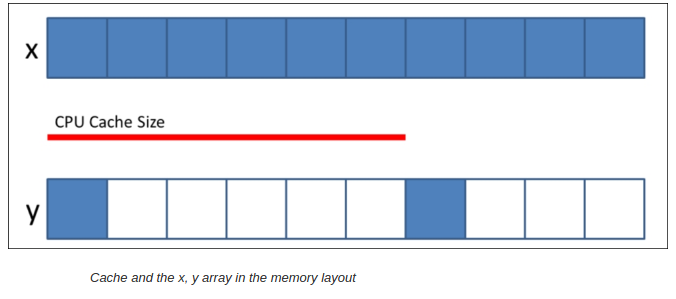 x
CPU Cache Size
y
Cache and the x, y array in the memory layout